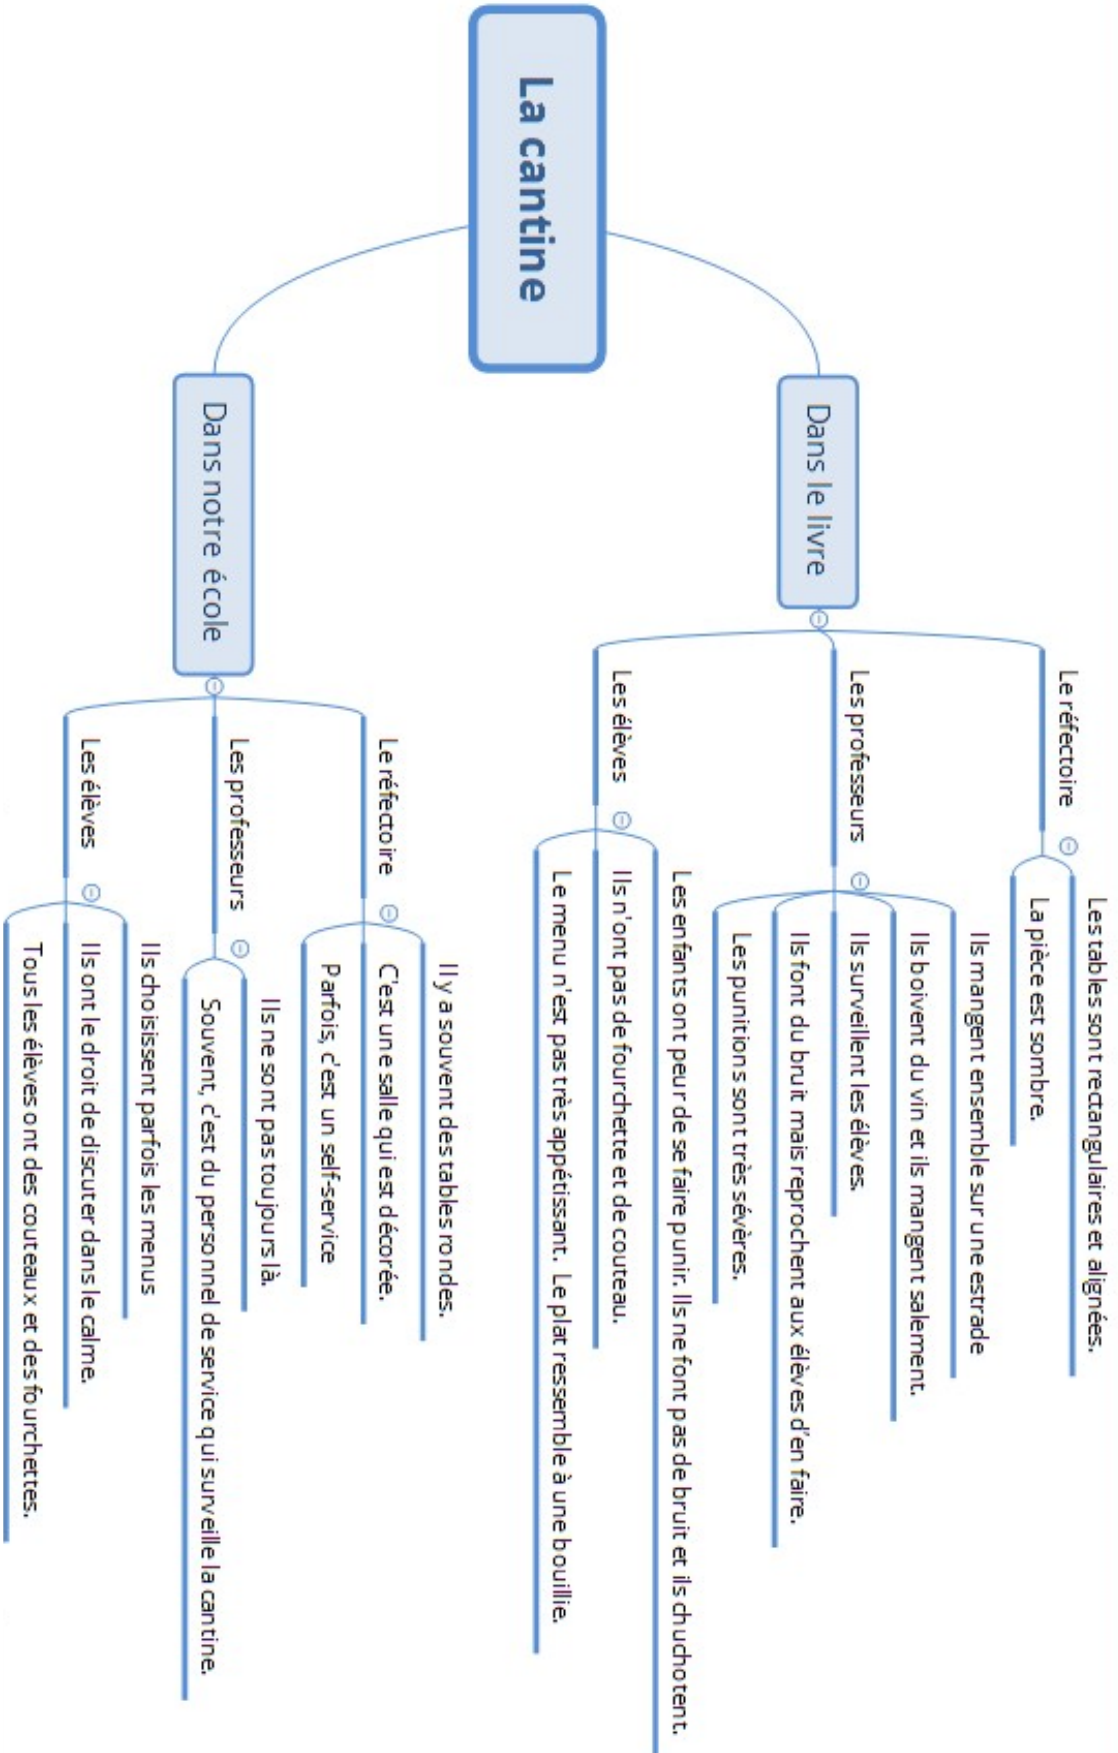 La cantine
Dans le livre
Le réfectoire
Les tables sont rectangulaires et alignées.
La pièce est sombre.
Les professeurs
Ils mangent ensemble sur une estrade
Ils boivent du vin et ils mangent salement.
Ils surveillent les élèves.
Ils font du bruit mais reprochent aux élèves d'en faire.
Les punitions sont très sévères.
Les élèves
Les enfants ont peur de se faire punir. Ils ne font pas de bruit et ils chuchotent.
Ils n'ont pas de fourchette et de couteau.
Le menu n'est pas très appétissant. Le plat ressemble à une bouillie.
Dans notre école
Le réfectoire
Il y a souvent des tables rondes.
C'est une salle qui est décorée.
Parfois, c'est un self-service
Les professeurs
Ils ne sont pas toujours là.
Souvent, c'est du personnel de service qui surveille la cantine.
Les élèves
Ils choisissent parfois les menus
Ils ont le droit de discuter dans le calme.
Tous les élèves ont des couteaux et des fourchettes.